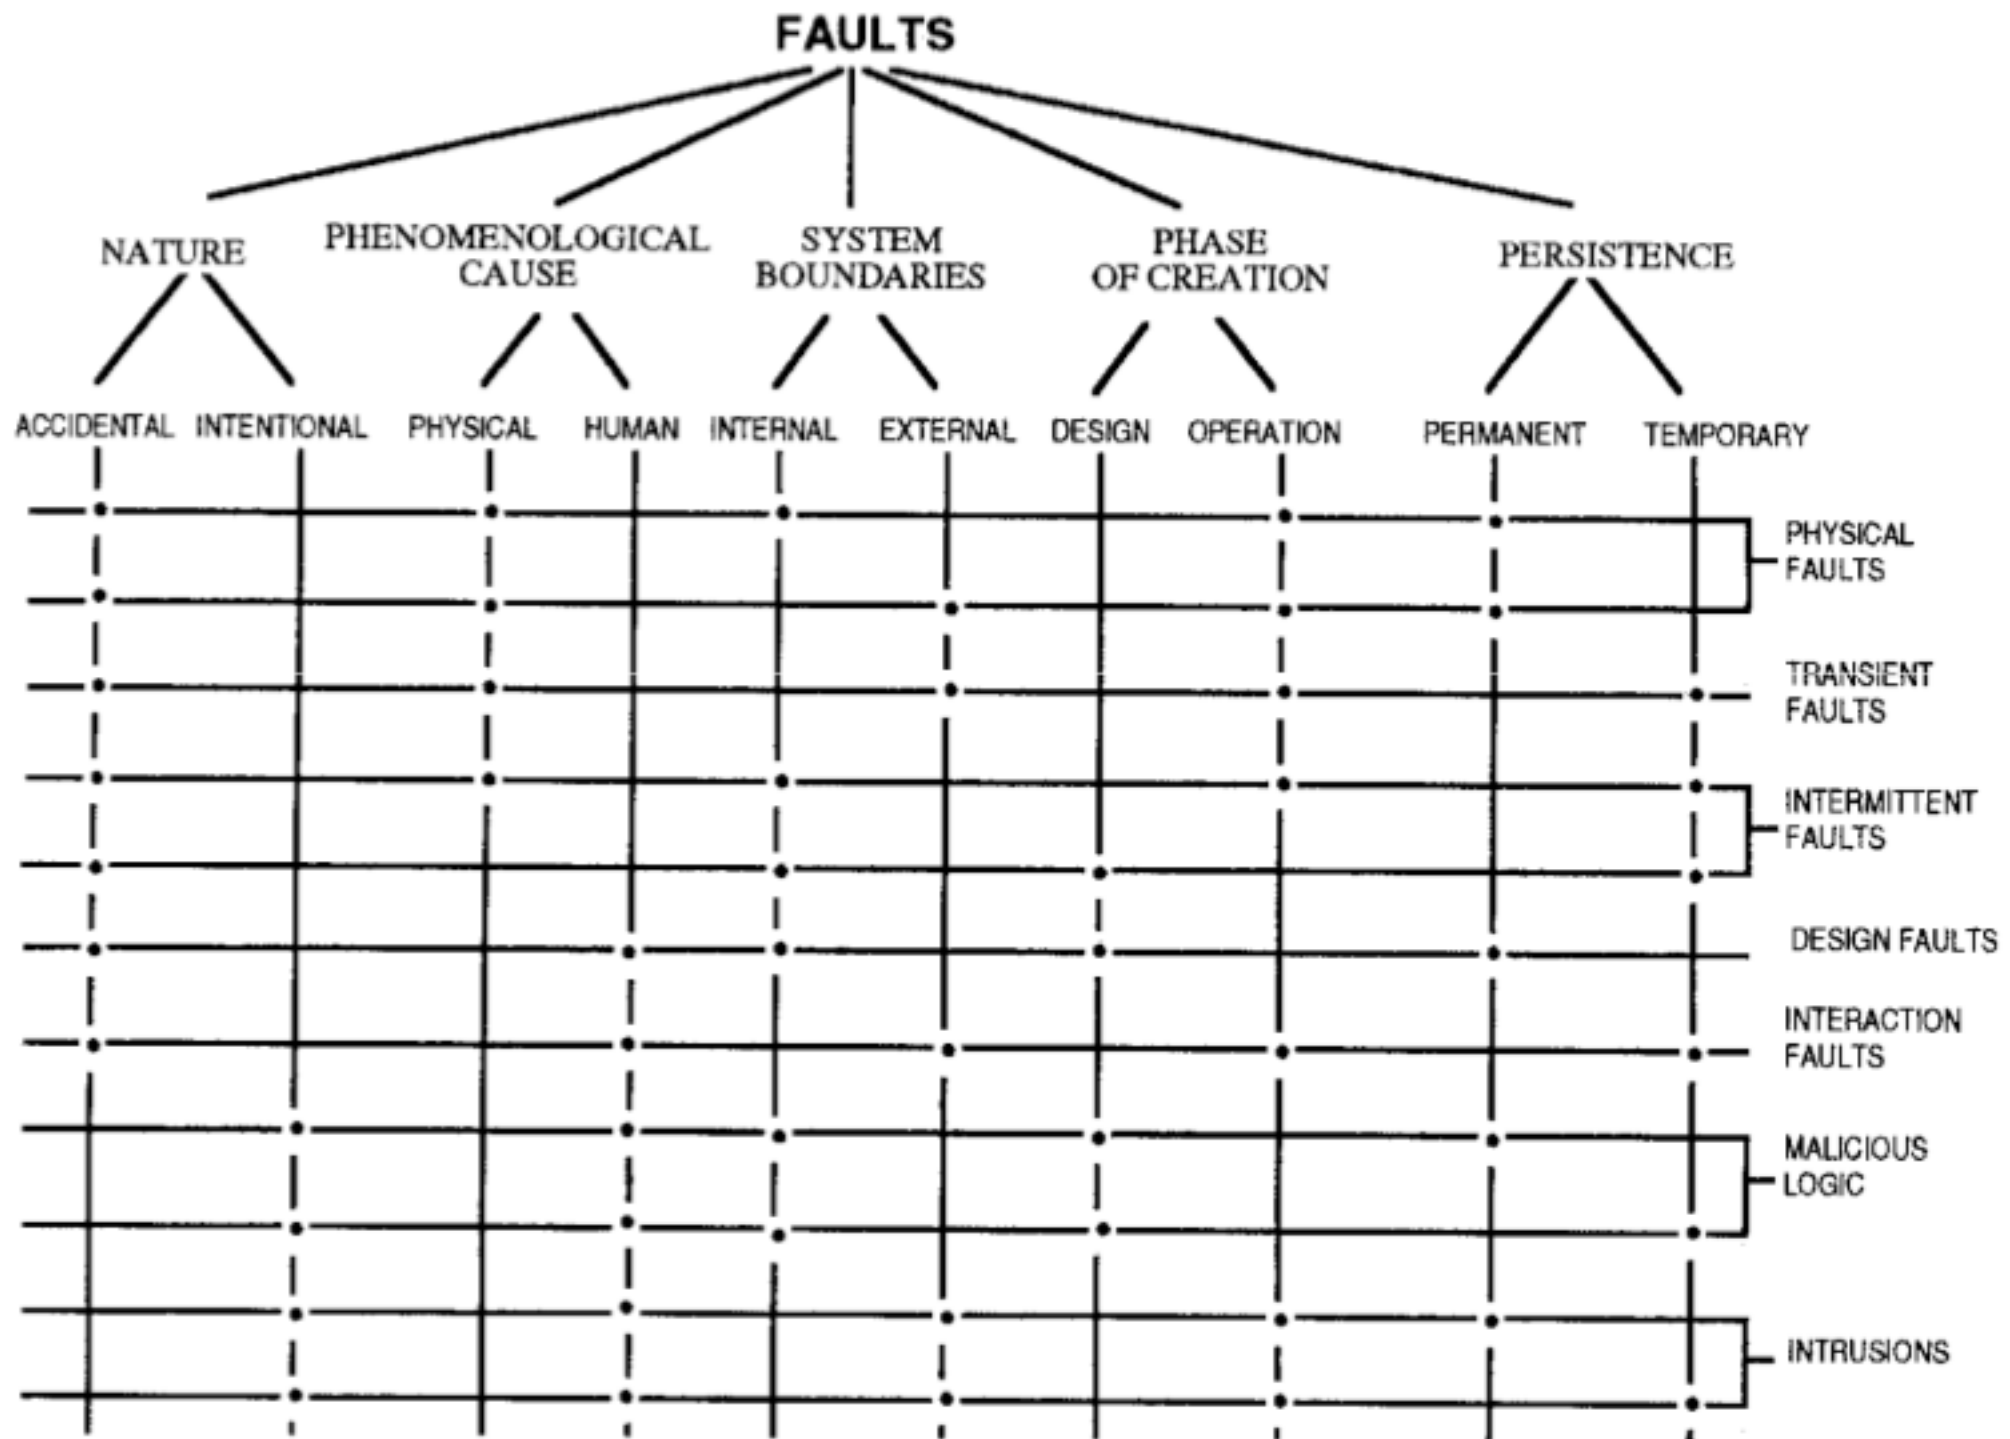 FAULTS
NATURE
PHENOMENOLOGICAL
CAUSE
SYSTEM
BOUNDARIES
PHASE
OF CREATION
PERSISTENCE
ACCIDENTAL
INTENTIONAL
PHYSICAL
HUMAN
INTERNAL
EXTERNAL
DESIGN
OPERATION
PERMANENT
TEMPORARY
PHYSICAL
FAULTS
TRANSIENT
FAULTS
INTERMITTENT
FAULTS
DESIGN FAULTS
INTERACTION
FAULTS
MALICIOUS
LOGIC
INTRUSIONS